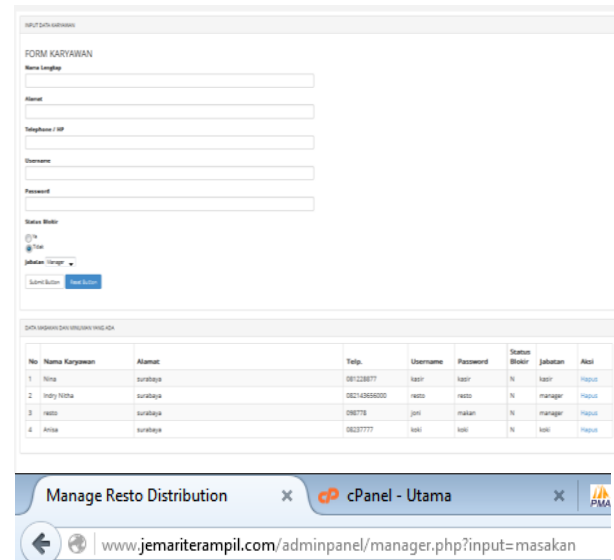 INPUT DATA KARYAWAN
FORM KARYAWAN
Nama Lengkap
Alamat
Telephone / HP
Username
Password
Status Blokir
Ya
Tidak
Jabatan Manager
Submit Button Reset Button
DATA MASAKAN DAN MINUMAN YANG ADA
No Nama Karyawan Alamat Telp. Username Password Status Blokir Jabatan Aksi
1 Nina surabaya 081228877 kasir kasir N kasir Hapus
2 Indry Nitha surabaya 082143656000 resto resto N manager Hapus
3 resto surabaya 098778 joni makan N manager Hapus
4 Anisa surabaya 08237777 koki koki N koki Hapus
Manage Resto Distribution cPanel - Utama PMA
www.jemariterampil.com/adminpanel/manager.php?input=masakan